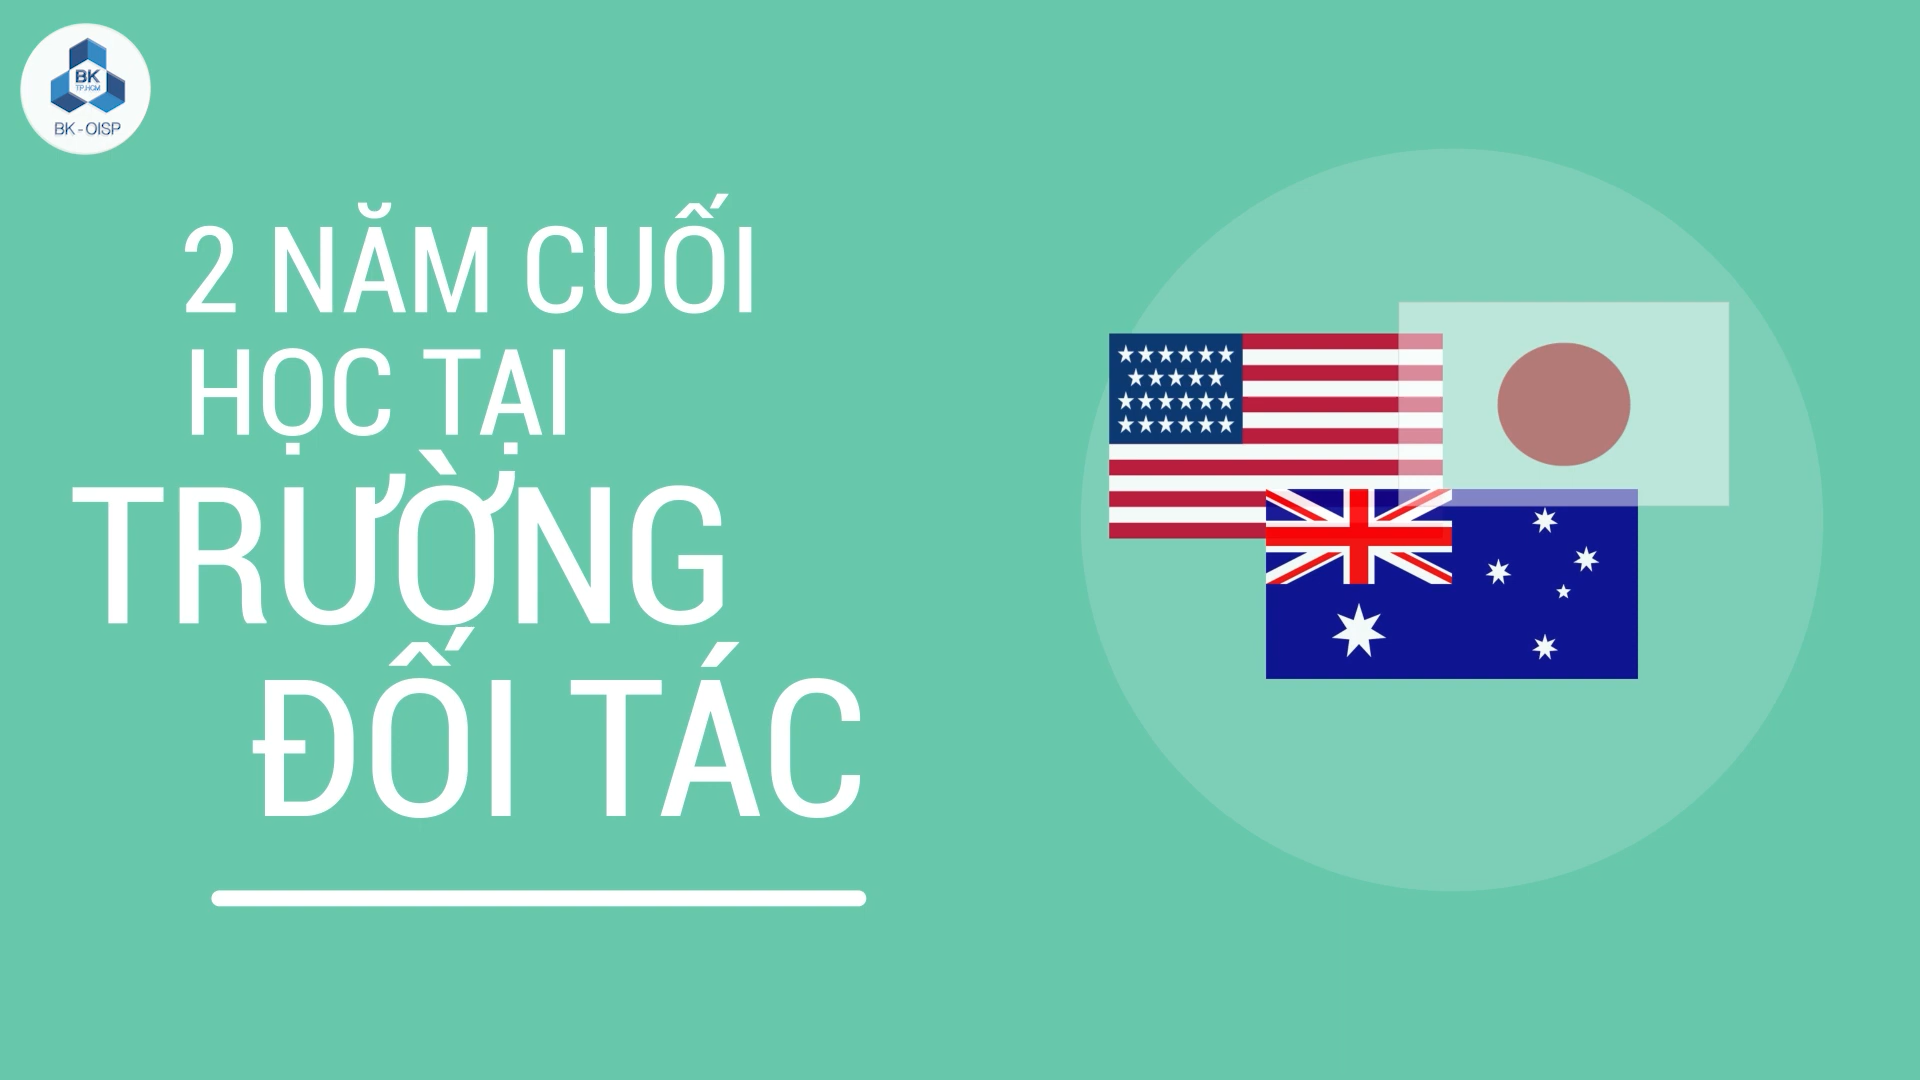 BK
TP.HCM
BK - OISP
2 NĂM CUỐI
HỌC TẠI
TRƯỜNG
ĐỐI TÁC